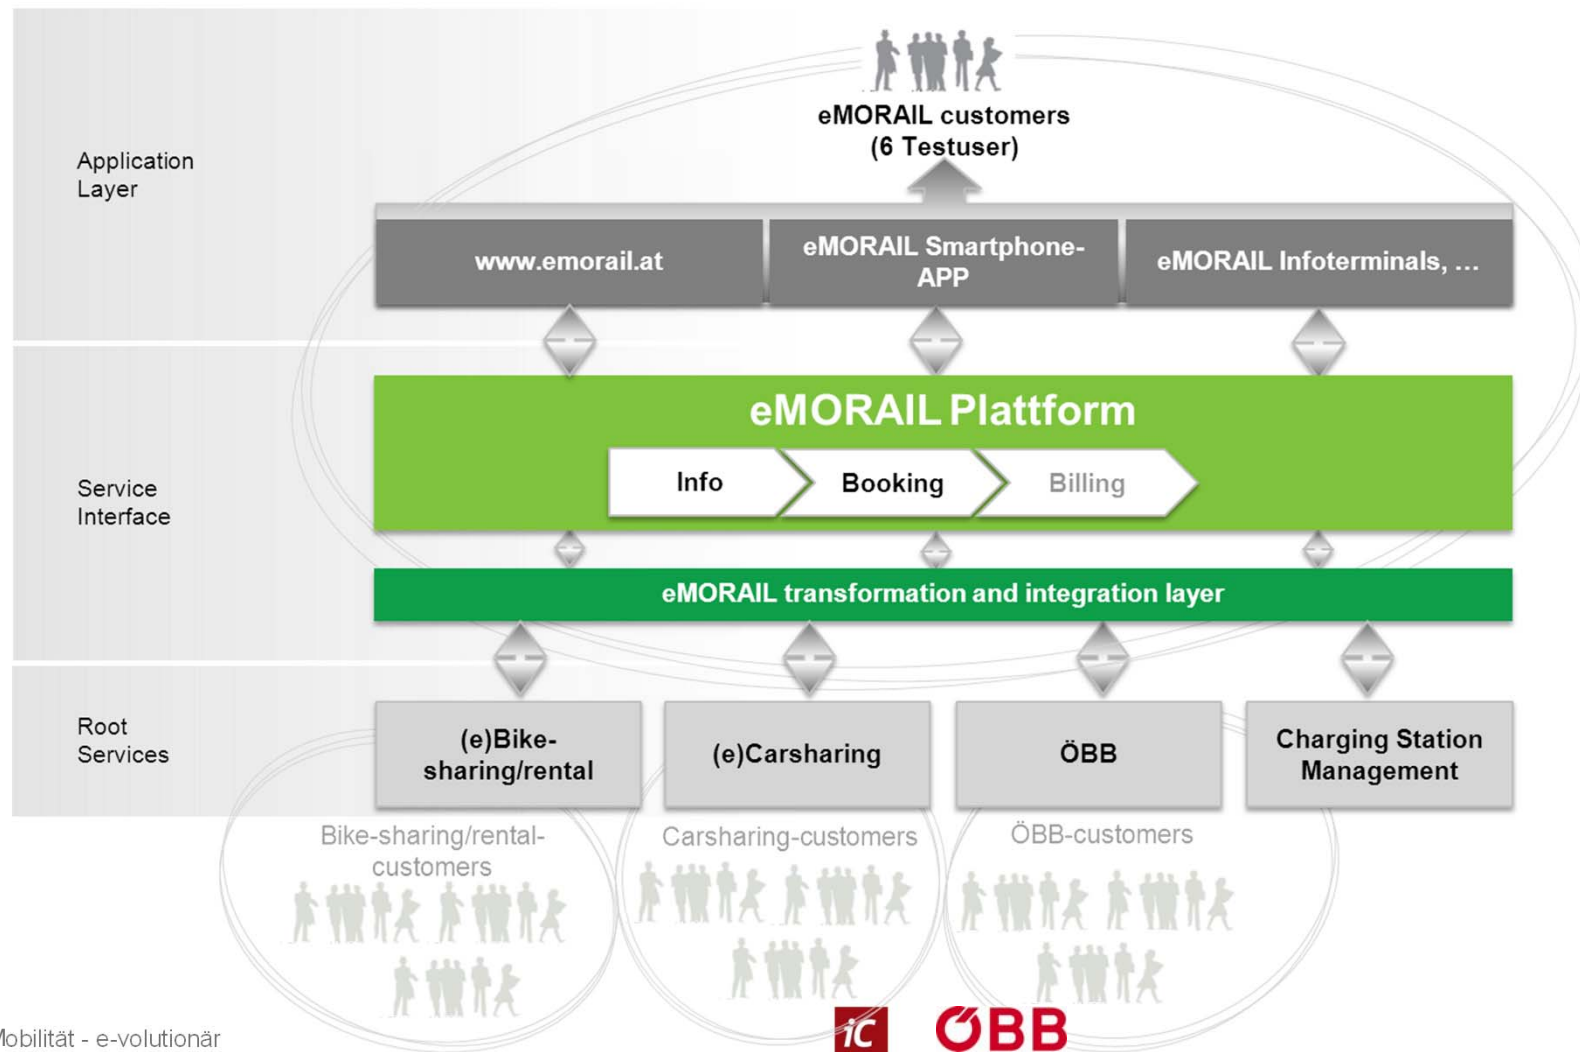 eMORAIL customers
(6 Testuser)
Application
Layer
www.emorail.at
eMORAIL Smartphone-
APP
eMORAIL Infoterminals, ...
eMORAIL Plattform
Info
Booking
Billing
Service
Interface
eMORAIL transformation and integration layer
Root
Services
(e)Bike-
sharing/rental
(e)Carsharing
ÖBB
Charging Station
Management
Bike-sharing/rental-
customers
Carsharing-customers
ÖBB-customers
Mobilität - e-volutionär
iC
ÖBB